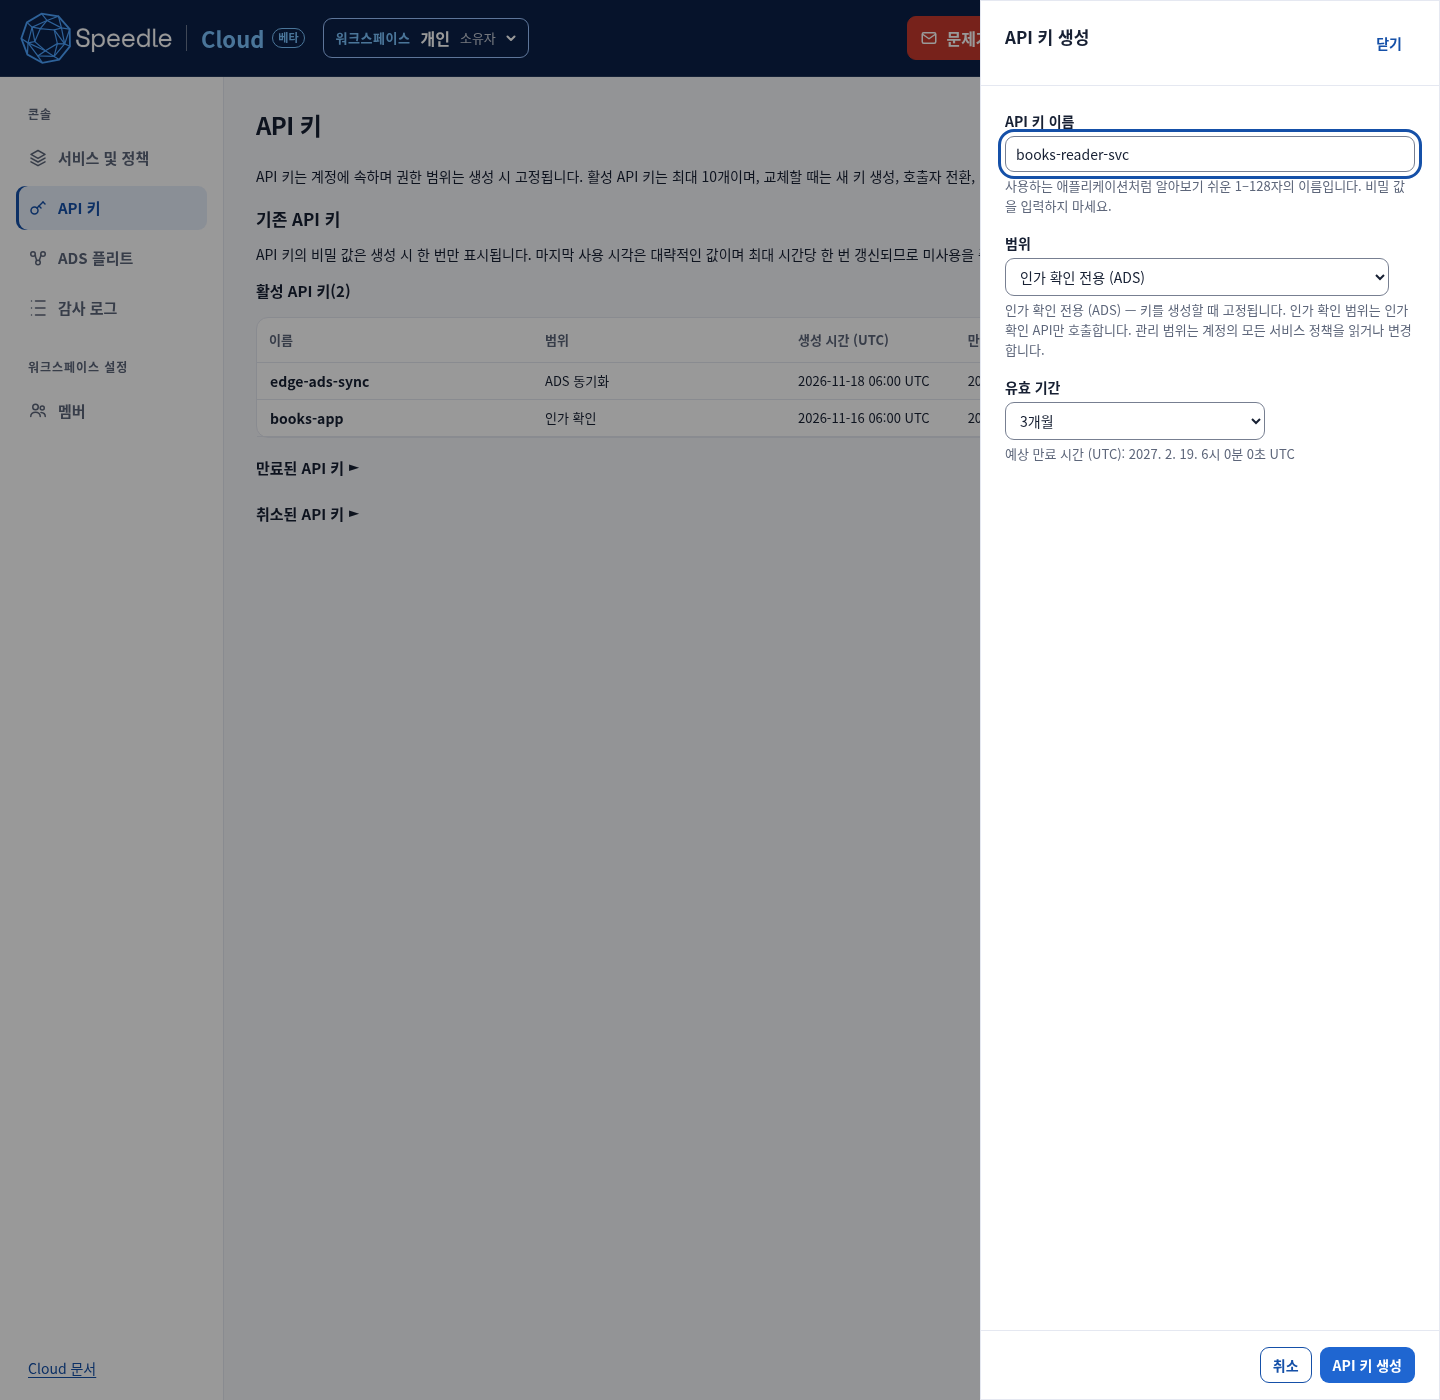 Speedle
Cloud 베타
워크스페이스 개인 소유자
문제
콘솔
서비스 및 정책
API 키
ADS 플리트
감사 로그
워크스페이스 설정
멤버
Cloud 문서
API 키
API 키는 계정에 속하며 권한 범위는 생성 시 고정됩니다. 활성 API 키는 최대 10개이며, 교체할 때는 새 키 생성, 호출자 전환,
기존 API 키
API 키의 비밀 값은 생성 시 한 번만 표시됩니다. 마지막 사용 시각은 대략적인 값이며 최대 시간당 한 번 갱신되므로 미사용을
활성 API 키(2)
이름 범위 생성 시간 (UTC) 만
edge-ads-sync ADS 동기화 2026-11-18 06:00 UTC 20
books-app 인가 확인 2026-11-16 06:00 UTC 20
만료된 API 키 ►
취소된 API 키 ►
API 키 생성
닫기
API 키 이름
books-reader-svc
사용하는 애플리케이션처럼 알아보기 쉬운 1–128자의 이름입니다. 비밀 값
을 입력하지 마세요.
범위
인가 확인 전용 (ADS)
인가 확인 전용 (ADS) — 키를 생성할 때 고정됩니다. 인가 확인 범위는 인가
확인 API만 호출합니다. 관리 범위는 계정의 모든 서비스 정책을 읽거나 변경
합니다.
유효 기간
3개월
예상 만료 시간 (UTC): 2027. 2. 19. 6시 0분 0초 UTC
취소
API 키 생성